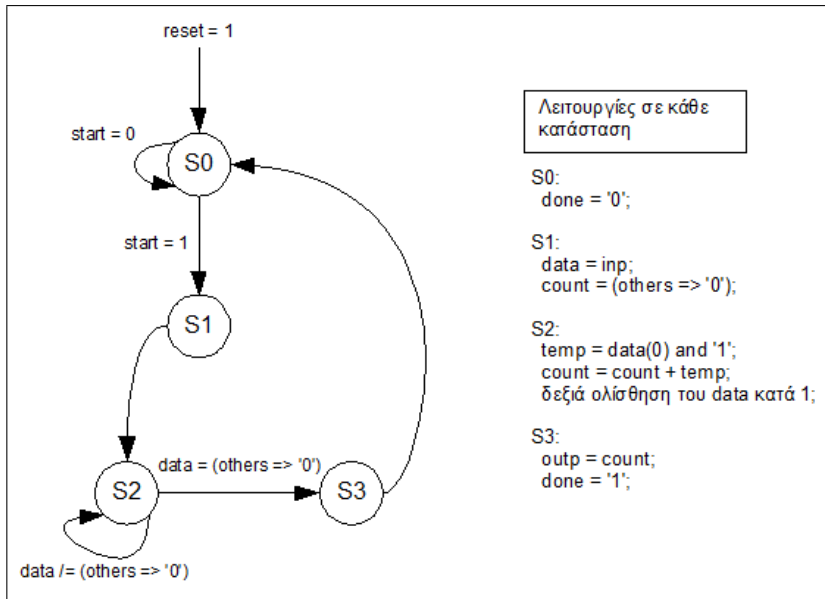 reset = 1
start = 0
S0
start = 1
S1
data = (others => '0')
S2
S3
data /= (others => '0')
Λειτουργίες σε κάθε
κατάσταση
S0:
done = '0';
S1:
data = inp;
count = (others => '0');
S2:
temp = data(0) and '1';
count = count + temp;
δεξιά ολίσθηση του data κατά 1;
S3:
outp = count;
done = '1';